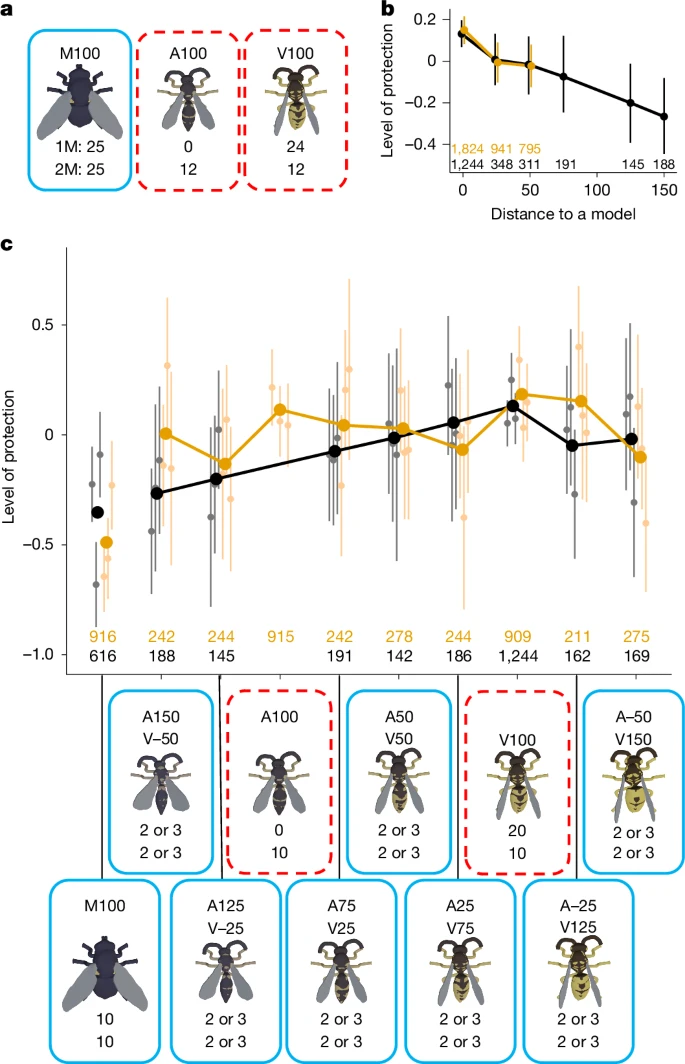 a
M100
1M: 25
2M: 25
A100
0
12
V100
24
12
b
Level of protection
0.2
0
−0.2
−0.4
1,824 941 795
1,244 348 311 191 145 188
0 50 100 150
Distance to a model
c
Level of protection
0.5
0
−0.5
−1.0
916 242 244 915 242 278 244 909 211 275
616 188 145 191 142 186 1,244 162 169
A150
V−50
2 or 3
2 or 3
A100
0
10
A50
V50
2 or 3
2 or 3
V100
20
10
A−50
V150
2 or 3
2 or 3
M100
10
10
A125
V−25
2 or 3
2 or 3
A75
V25
2 or 3
2 or 3
A25
V75
2 or 3
2 or 3
A−25
V125
2 or 3
2 or 3